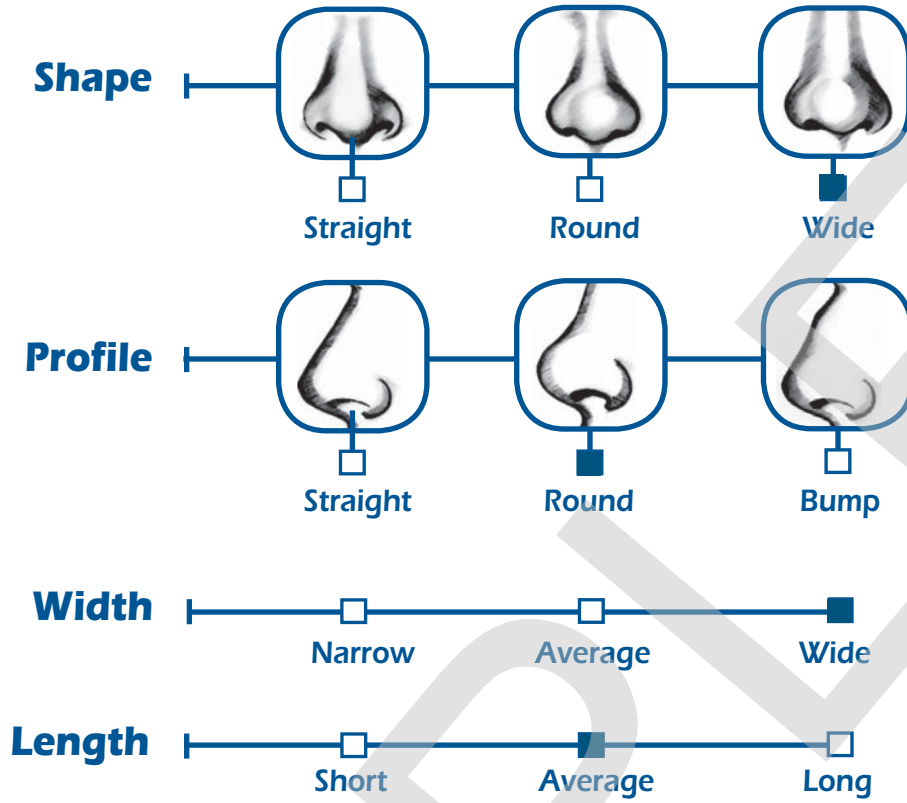 Shape
Straight Round Wide
Profile
Straight Round Bump
Width
Narrow Average Wide
Length
Short Average Long